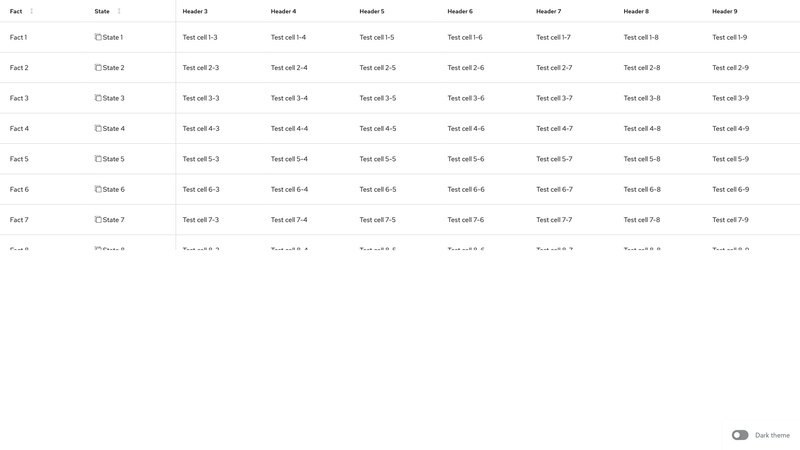 Fact State Header 3 Header 4 Header 5 Header 6 Header 7 Header 8 Header 9
Fact 1 State 1 Test cell 1-3 Test cell 1-4 Test cell 1-5 Test cell 1-6 Test cell 1-7 Test cell 1-8 Test cell 1-9
Fact 2 State 2 Test cell 2-3 Test cell 2-4 Test cell 2-5 Test cell 2-6 Test cell 2-7 Test cell 2-8 Test cell 2-9
Fact 3 State 3 Test cell 3-3 Test cell 3-4 Test cell 3-5 Test cell 3-6 Test cell 3-7 Test cell 3-8 Test cell 3-9
Fact 4 State 4 Test cell 4-3 Test cell 4-4 Test cell 4-5 Test cell 4-6 Test cell 4-7 Test cell 4-8 Test cell 4-9
Fact 5 State 5 Test cell 5-3 Test cell 5-4 Test cell 5-5 Test cell 5-6 Test cell 5-7 Test cell 5-8 Test cell 5-9
Fact 6 State 6 Test cell 6-3 Test cell 6-4 Test cell 6-5 Test cell 6-6 Test cell 6-7 Test cell 6-8 Test cell 6-9
Fact 7 State 7 Test cell 7-3 Test cell 7-4 Test cell 7-5 Test cell 7-6 Test cell 7-7 Test cell 7-8 Test cell 7-9
Dark theme